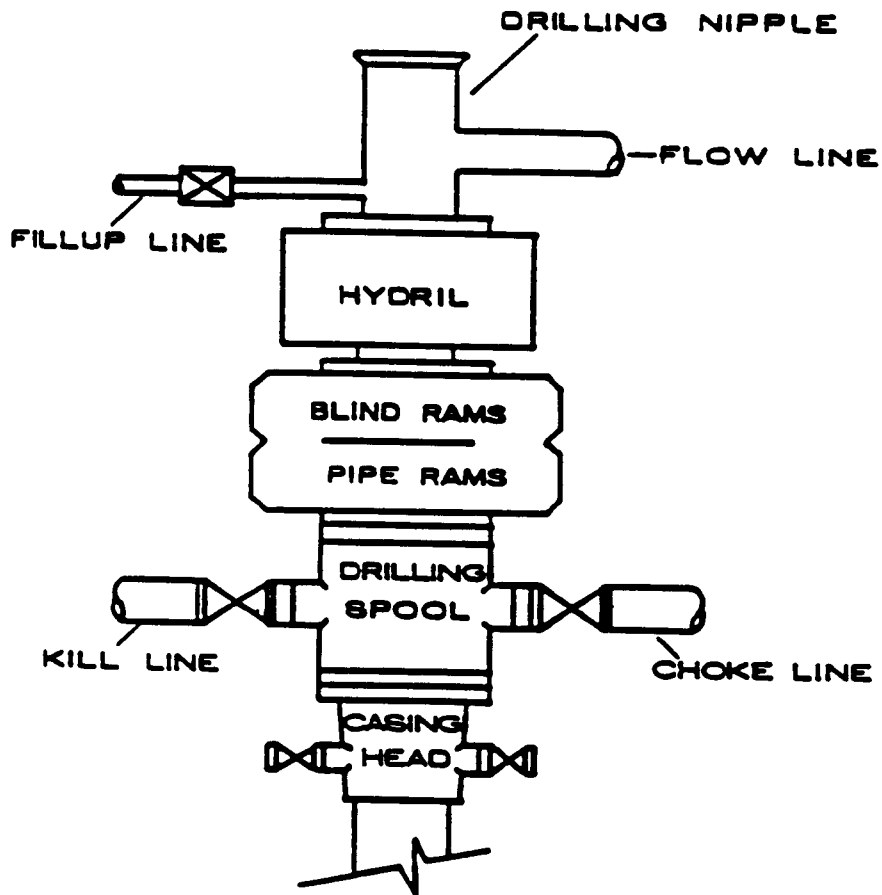 DRILLING NIPPLE
FLOW LINE
FILLUP LINE
HYDRIL
BLIND RAMS
PIPE RAMS
DRILLING
SPOOL
KILL LINE
CHOKE LINE
CASING
HEAD